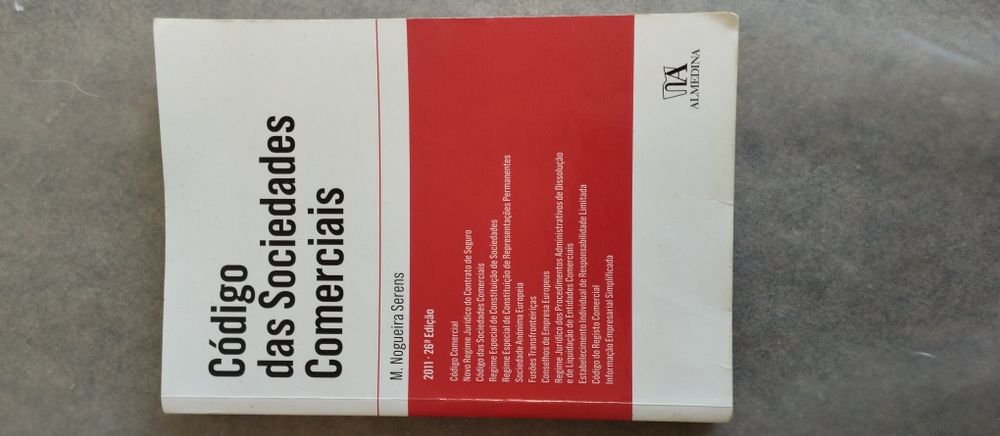 Código
das Sociedades
Comerciais
M. Nogueira Serens
2011 · 26ª Edição
Código Comercial
Novo Regime Jurídico do Contrato de Seguro
Código das Sociedades Comerciais
Regime Especial de Constituição de Sociedades
Regime Especial de Constituição de Representações Permanentes
Sociedade Anónima Europeia
Fusões Transfronteiriças
Conselhos de Empresa Europeus
Regime Jurídico dos Procedimentos Administrativos de Dissolução
e de Liquidação de Entidades Comerciais
Estabelecimento Individual de Responsabilidade Limitada
Código do Registo Comercial
Informação Empresarial Simplificada
ALMEDINA